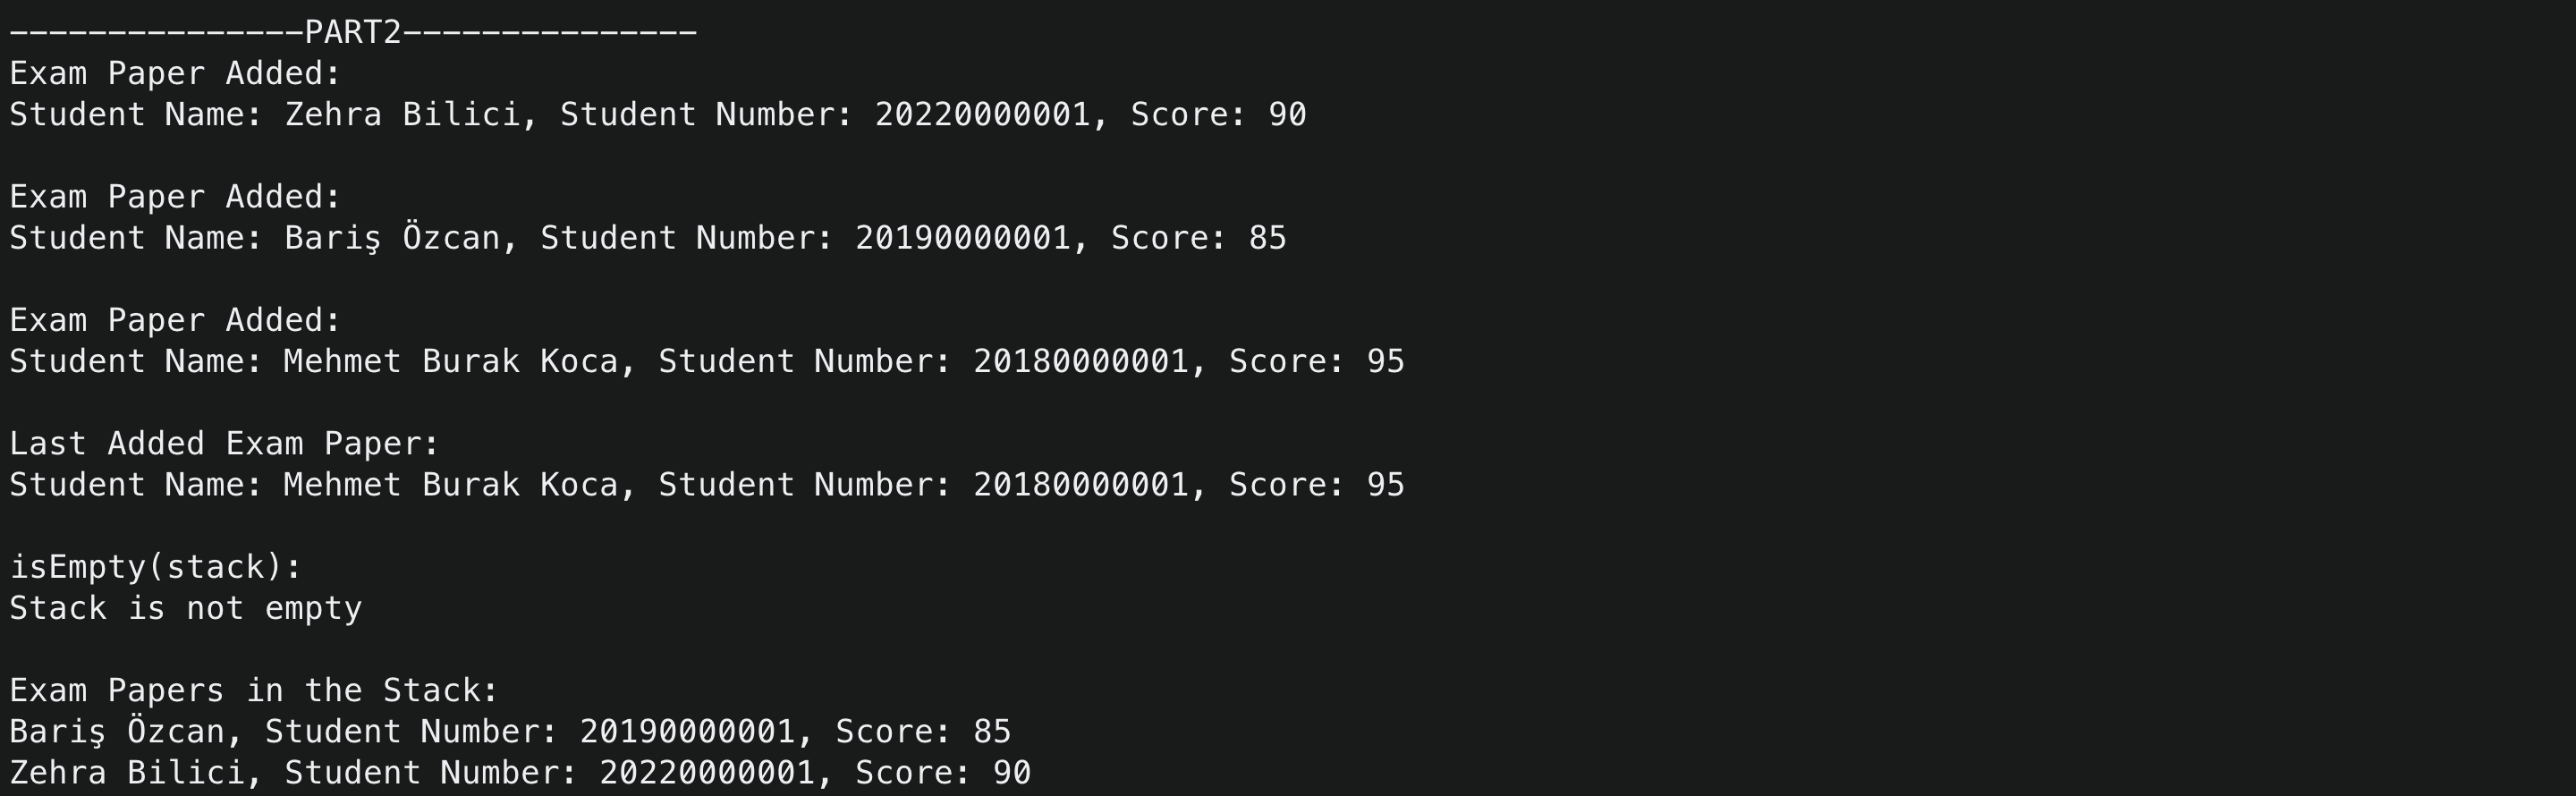 ---------------PART2---------------
Exam Paper Added:
Student Name: Zehra Bilici, Student Number: 20220000001, Score: 90
Exam Paper Added:
Student Name: Bariş Özcan, Student Number: 20190000001, Score: 85
Exam Paper Added:
Student Name: Mehmet Burak Koca, Student Number: 20180000001, Score: 95
Last Added Exam Paper:
Student Name: Mehmet Burak Koca, Student Number: 20180000001, Score: 95
isEmpty(stack):
Stack is not empty
Exam Papers in the Stack:
Bariş Özcan, Student Number: 20190000001, Score: 85
Zehra Bilici, Student Number: 20220000001, Score: 90